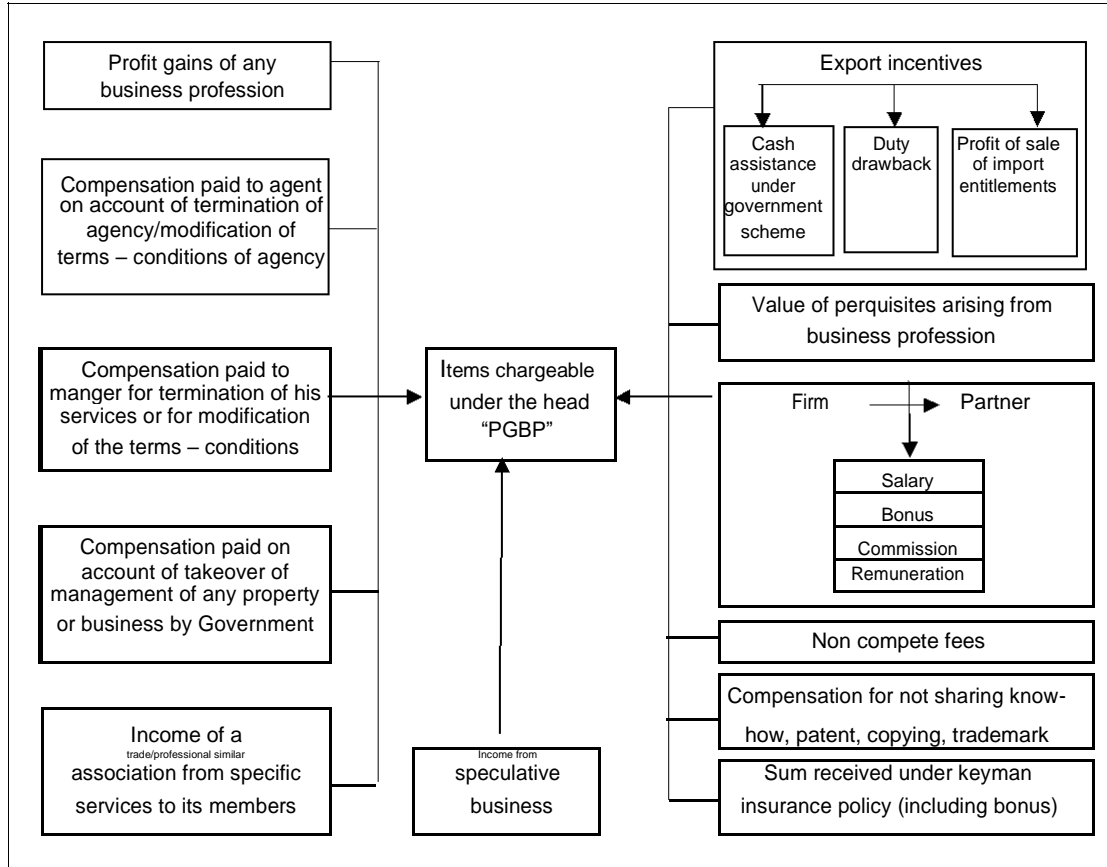 Profit gains of any
business profession
Compensation paid to agent
on account of termination of
agency/modification of
terms – conditions of agency
Compensation paid to
manger for termination of his
services or for modification
of the terms – conditions
Compensation paid on
account of takeover of
management of any property
or business by Government
Income of a
trade/professional similar
association from specific
services to its members
Items chargeable
under the head
“PGBP”
Income from
speculative
business
Export incentives
Cash
assistance
under
government
scheme
Duty
drawback
Profit of sale
of import
entitlements
Value of perquisites arising from
business profession
Firm Partner
Salary
Bonus
Commission
Remuneration
Non compete fees
Compensation for not sharing know-
how, patent, copying, trademark
Sum received under keyman
insurance policy (including bonus)